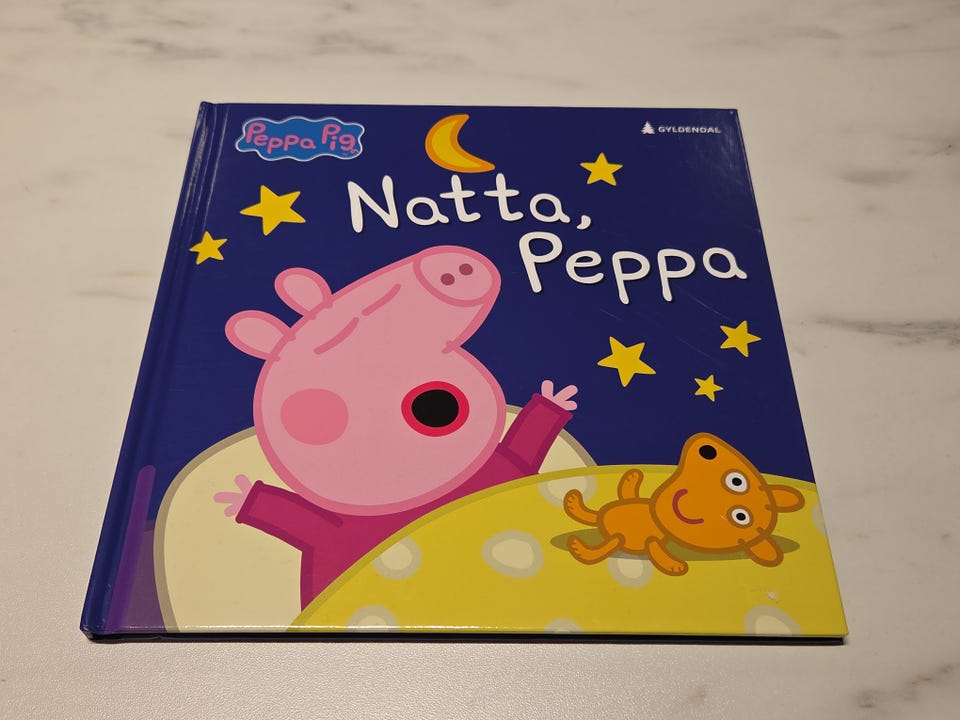 Peppa Pig
GYLDENDAL
Natta,
Peppa